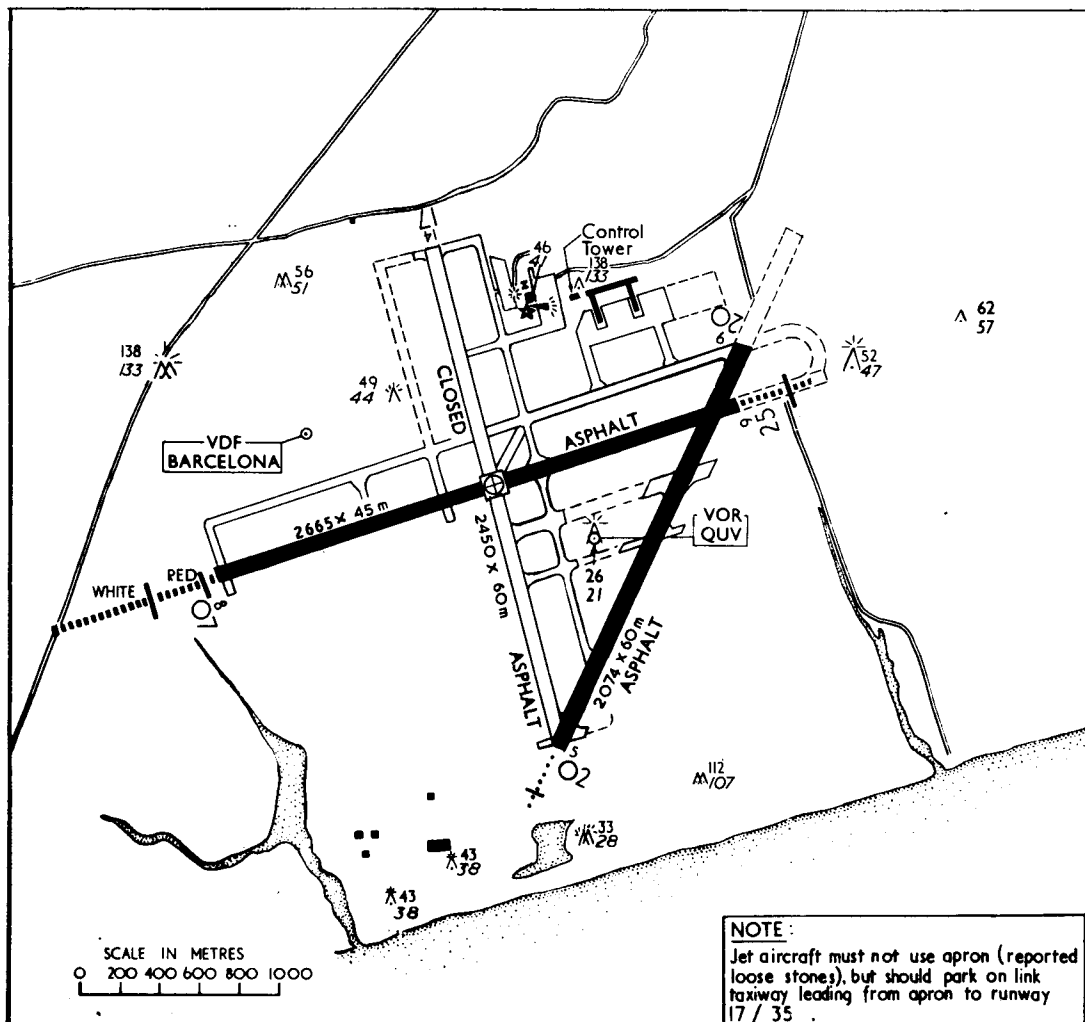 Control
Tower
138
133
46
41
56
51
62
57
52
47
138
133
49
44
CLOSED
ASPHALT
6
9
25
VDF
BARCELONA
2665 x 45 m
2450 x 60 m
VOR
QUV
26
21
WHITE
RED
8
07
ASPHALT
2074 x 60 m
ASPHALT
5
02
112
107
33
28
43
38
43
38
SCALE IN METRES
0 200 400 600 800 1000
NOTE :
Jet aircraft must not use apron (reported
loose stones), but should park on link
taxiway leading from apron to runway
17 / 35 .